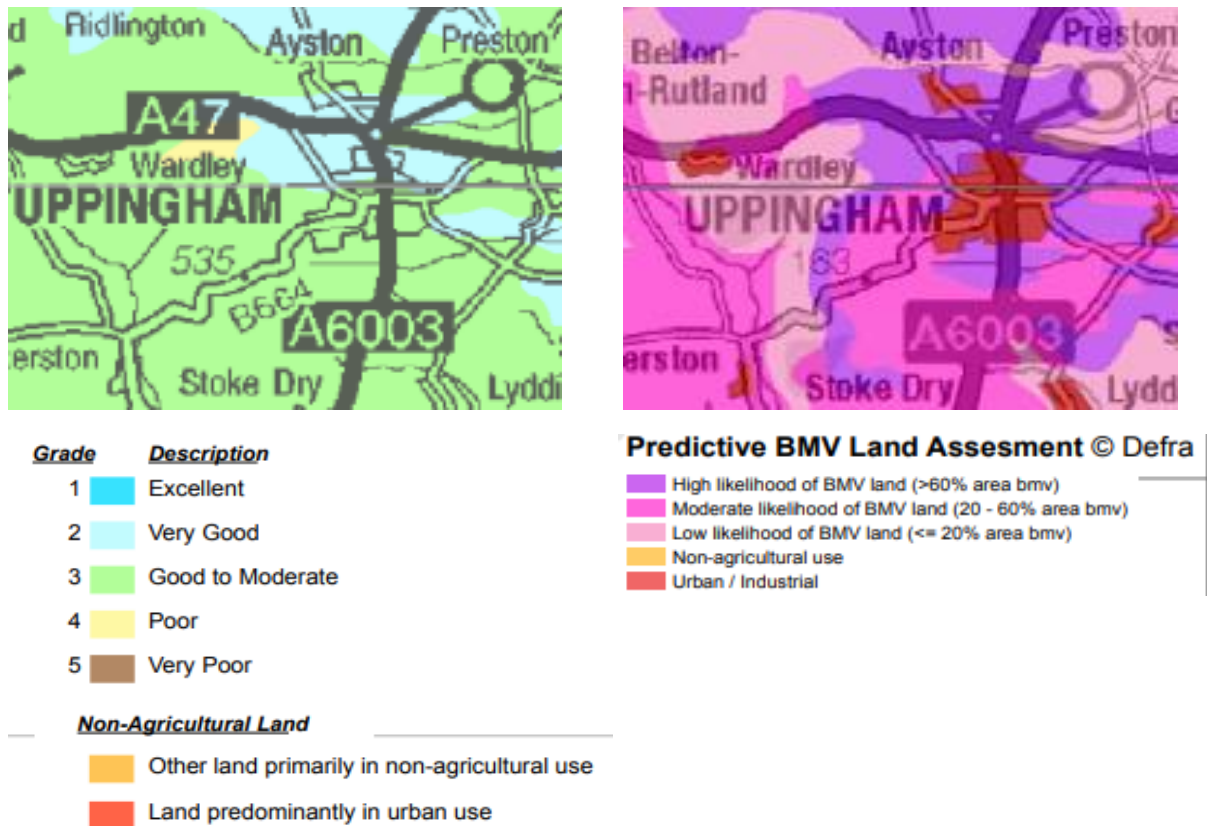 Ridlington
Ayston
Preston
A47
Wardley
UPPINGHAM
535
B664
A6003
erston
Stoke Dry
Lyddi
Belton-
n-Rutland
Ayston
Preston
Wardley
UPPINGHAM
163
A6003
erston
Stoke Dry
Lydd
Grade Description
1 Excellent
2 Very Good
3 Good to Moderate
4 Poor
5 Very Poor
Non-Agricultural Land
Other land primarily in non-agricultural use
Land predominantly in urban use
Predictive BMV Land Assesment © Defra
High likelihood of BMV land (>60% area bmv)
Moderate likelihood of BMV land (20 - 60% area bmv)
Low likelihood of BMV land (<= 20% area bmv)
Non-agricultural use
Urban / Industrial